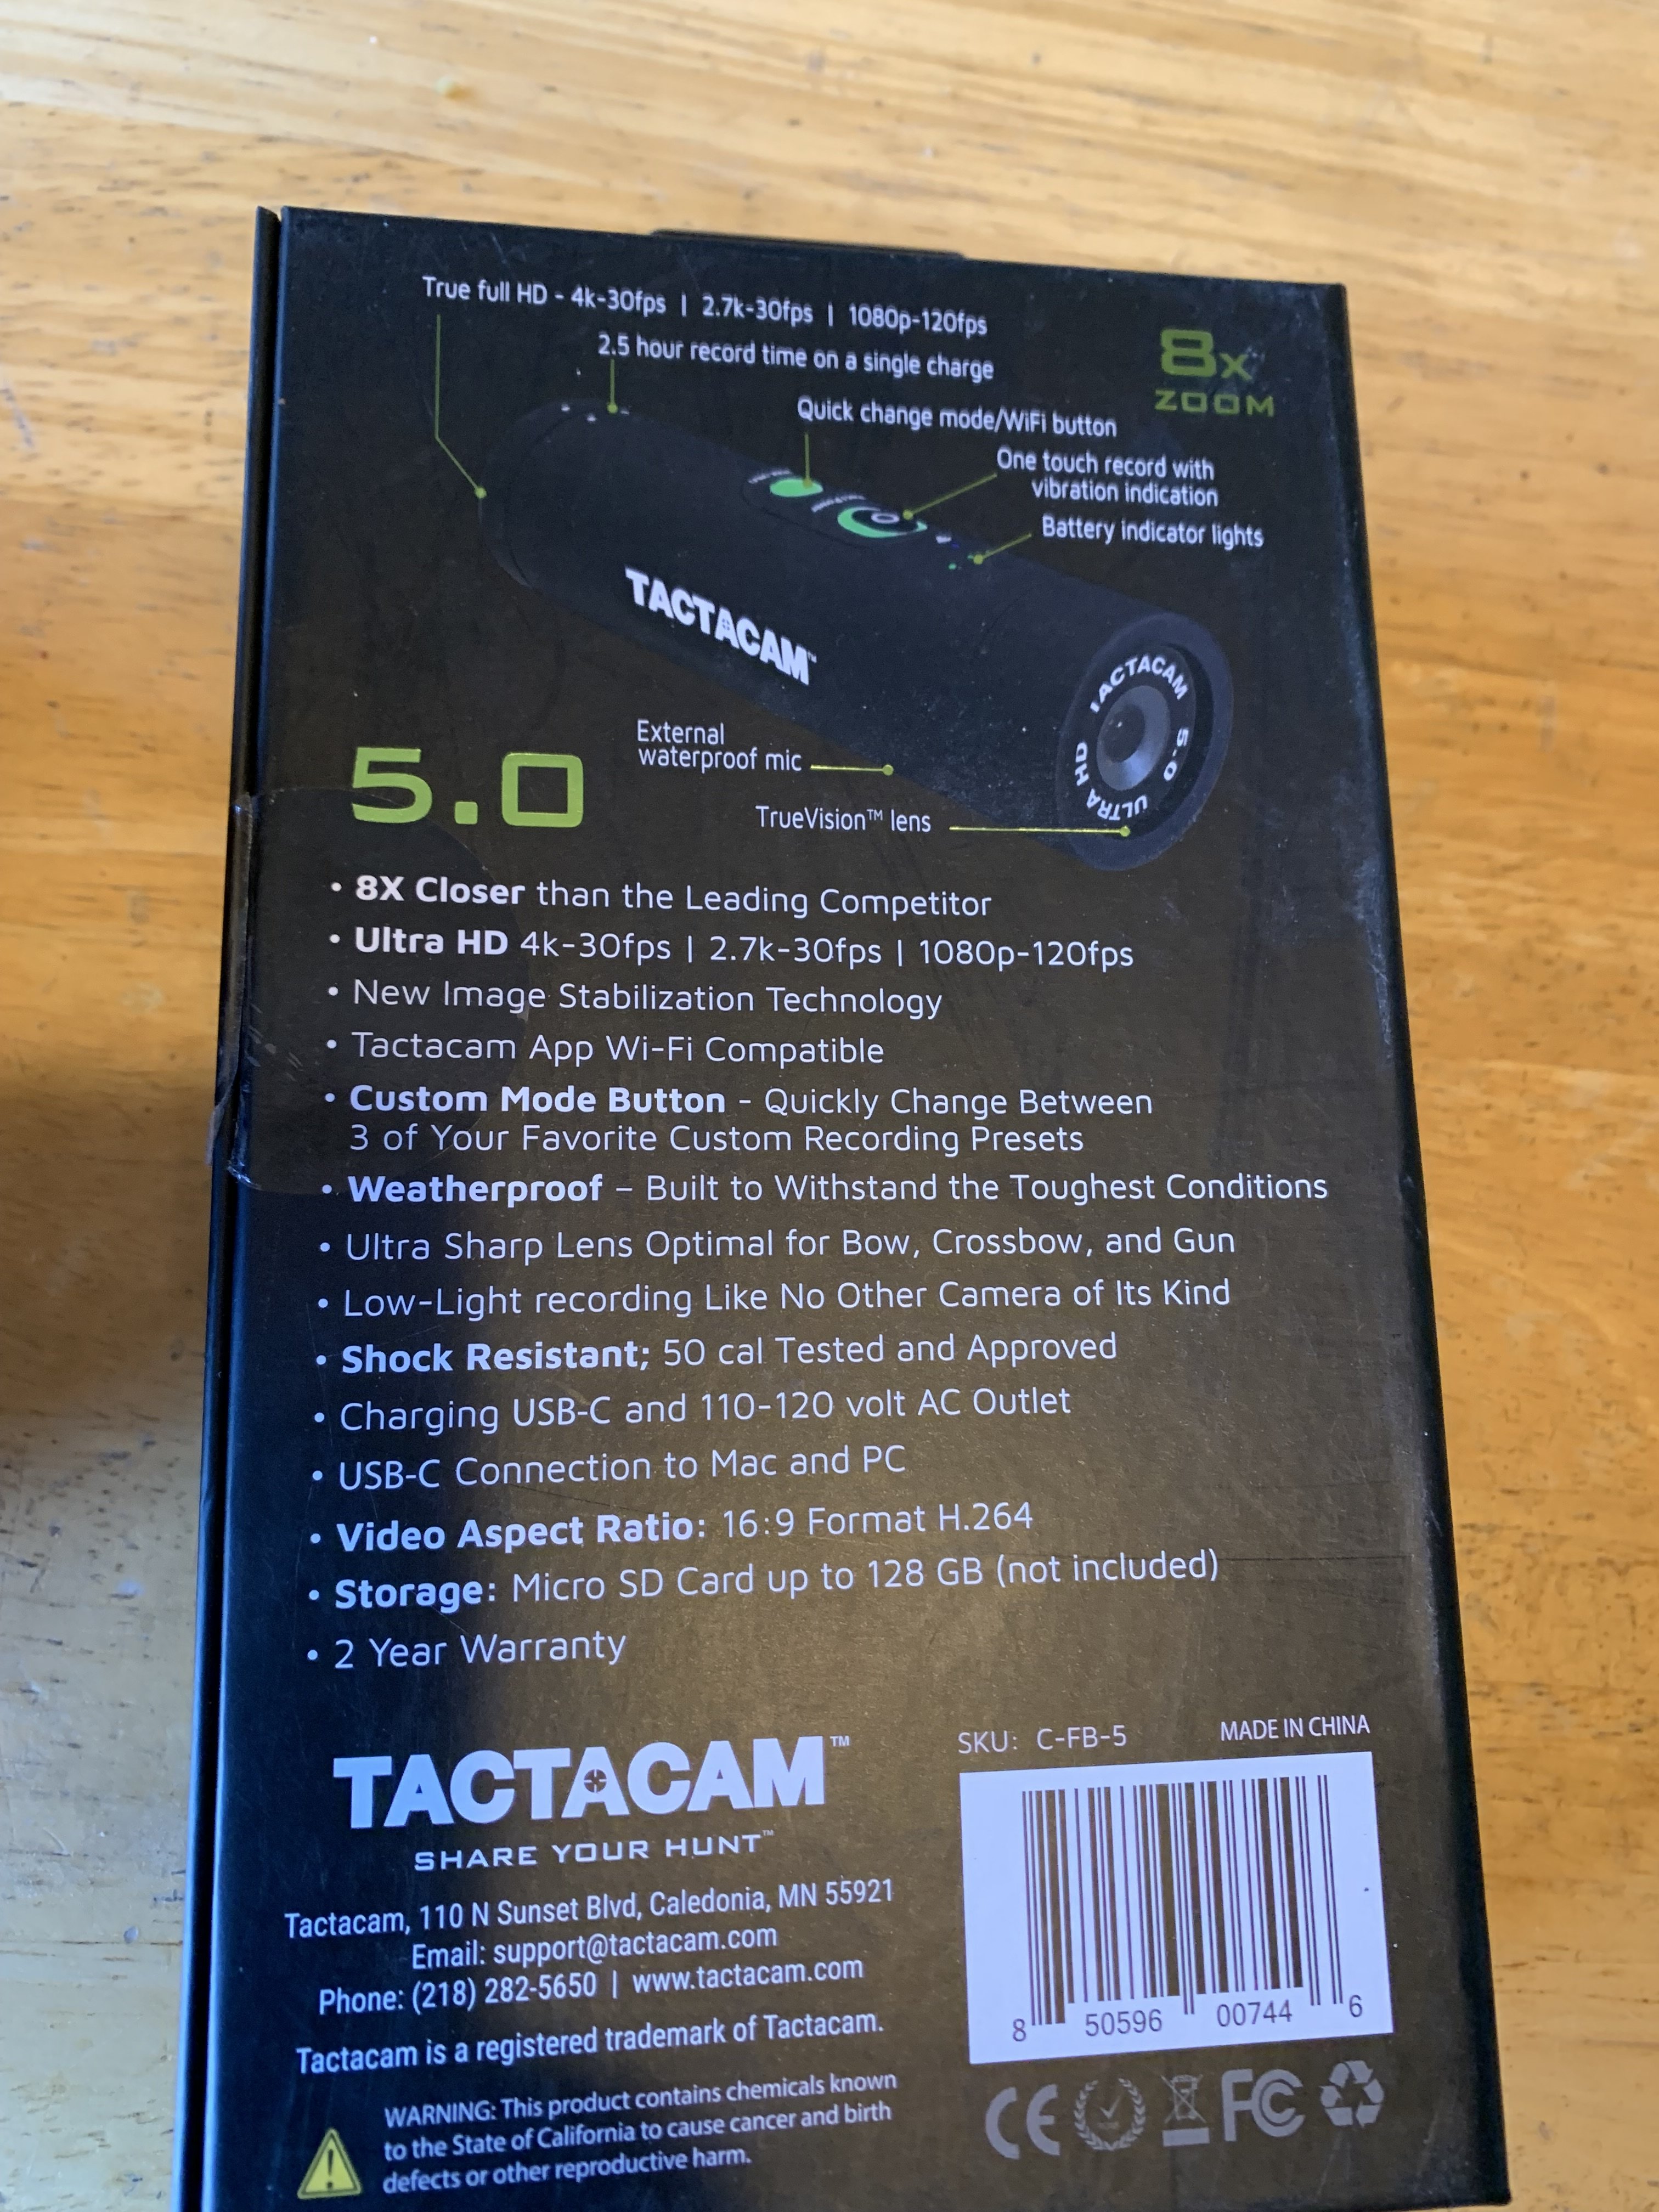 True full HD - 4k-30fps | 2.7k-30fps | 1080p-120fps
2.5 hour record time on a single charge
8x
ZOOM
Quick change mode/WiFi button
One touch record with
vibration indication
Battery indicator lights
TACTACAM™
TACTACAM 5.0 ULTRA HD
External
waterproof mic
5.0
TrueVision™ lens
• 8X Closer than the Leading Competitor
• Ultra HD 4k-30fps | 2.7k-30fps | 1080p-120fps
• New Image Stabilization Technology
• Tactacam App Wi-Fi Compatible
• Custom Mode Button - Quickly Change Between
3 of Your Favorite Custom Recording Presets
• Weatherproof – Built to Withstand the Toughest Conditions
• Ultra Sharp Lens Optimal for Bow, Crossbow, and Gun
• Low-Light recording Like No Other Camera of Its Kind
• Shock Resistant; 50 cal Tested and Approved
• Charging USB-C and 110-120 volt AC Outlet
• USB-C Connection to Mac and PC
• Video Aspect Ratio: 16:9 Format H.264
• Storage: Micro SD Card up to 128 GB (not included)
• 2 Year Warranty
TACTACAM™
SHARE YOUR HUNT™
SKU: C-FB-5 MADE IN CHINA
Tactacam, 110 N Sunset Blvd, Caledonia, MN 55921
Email: support@tactacam.com
Phone: (218) 282-5650 | www.tactacam.com
Tactacam is a registered trademark of Tactacam.
8 50596 00744 6
WARNING: This product contains chemicals known
to the State of California to cause cancer and birth
defects or other reproductive harm.
CE FC